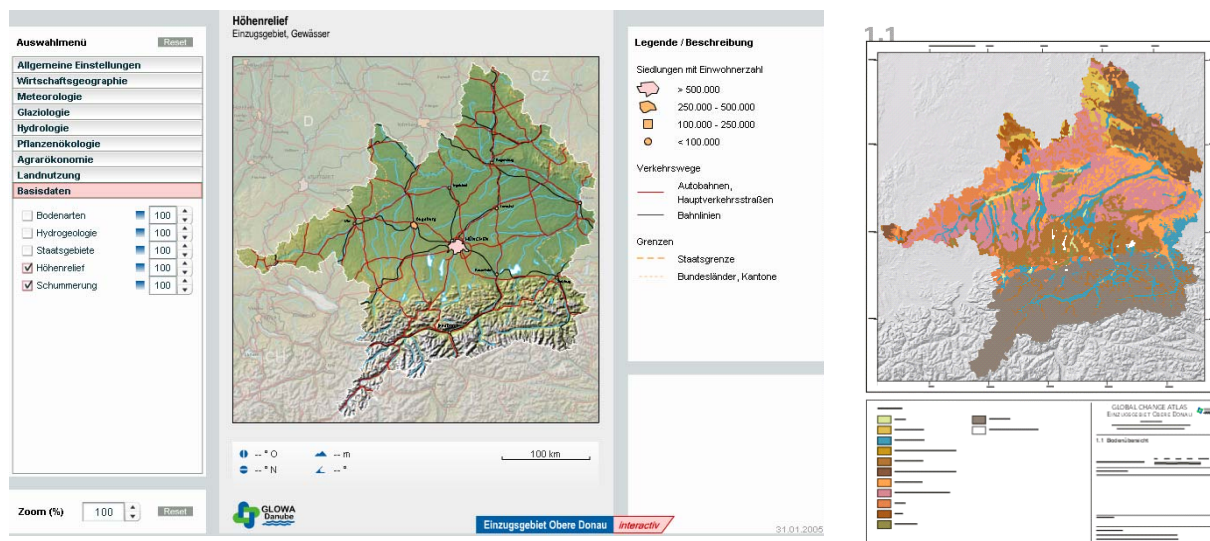 Auswahlmenü
Reset
Allgemeine Einstellungen
Wirtschaftsgeographie
Meteorologie
Glaziologie
Hydrologie
Pflanzenökologie
Agrarökonomie
Landnutzung
Basisdaten
Bodenarten 100
Hydrogeologie 100
Staatsgebiete 100
Höhenrelief 100
Schummerung 100
Zoom (%) 100 Reset
Höhenrelief
Einzugsgebiet, Gewässer
CZ
D
Augsburg
MÜNCHEN
CH
-- ° O -- m
-- ° N -- °
100 km
GLOWA
Danube
Einzugsgebiet Obere Donau interactiv
31.01.2005
Legende / Beschreibung
Siedlungen mit Einwohnerzahl
> 500.000
250.000 - 500.000
100.000 - 250.000
< 100.000
Verkehrswege
Autobahnen,
Hauptverkehrsstraßen
Bahnlinien
Grenzen
Staatsgrenze
Bundesländer, Kantone
1.1
GLOBAL CHANGE ATLAS
EINZUGSGEBIET OBERE DONAU
1.1 Bodenübersicht